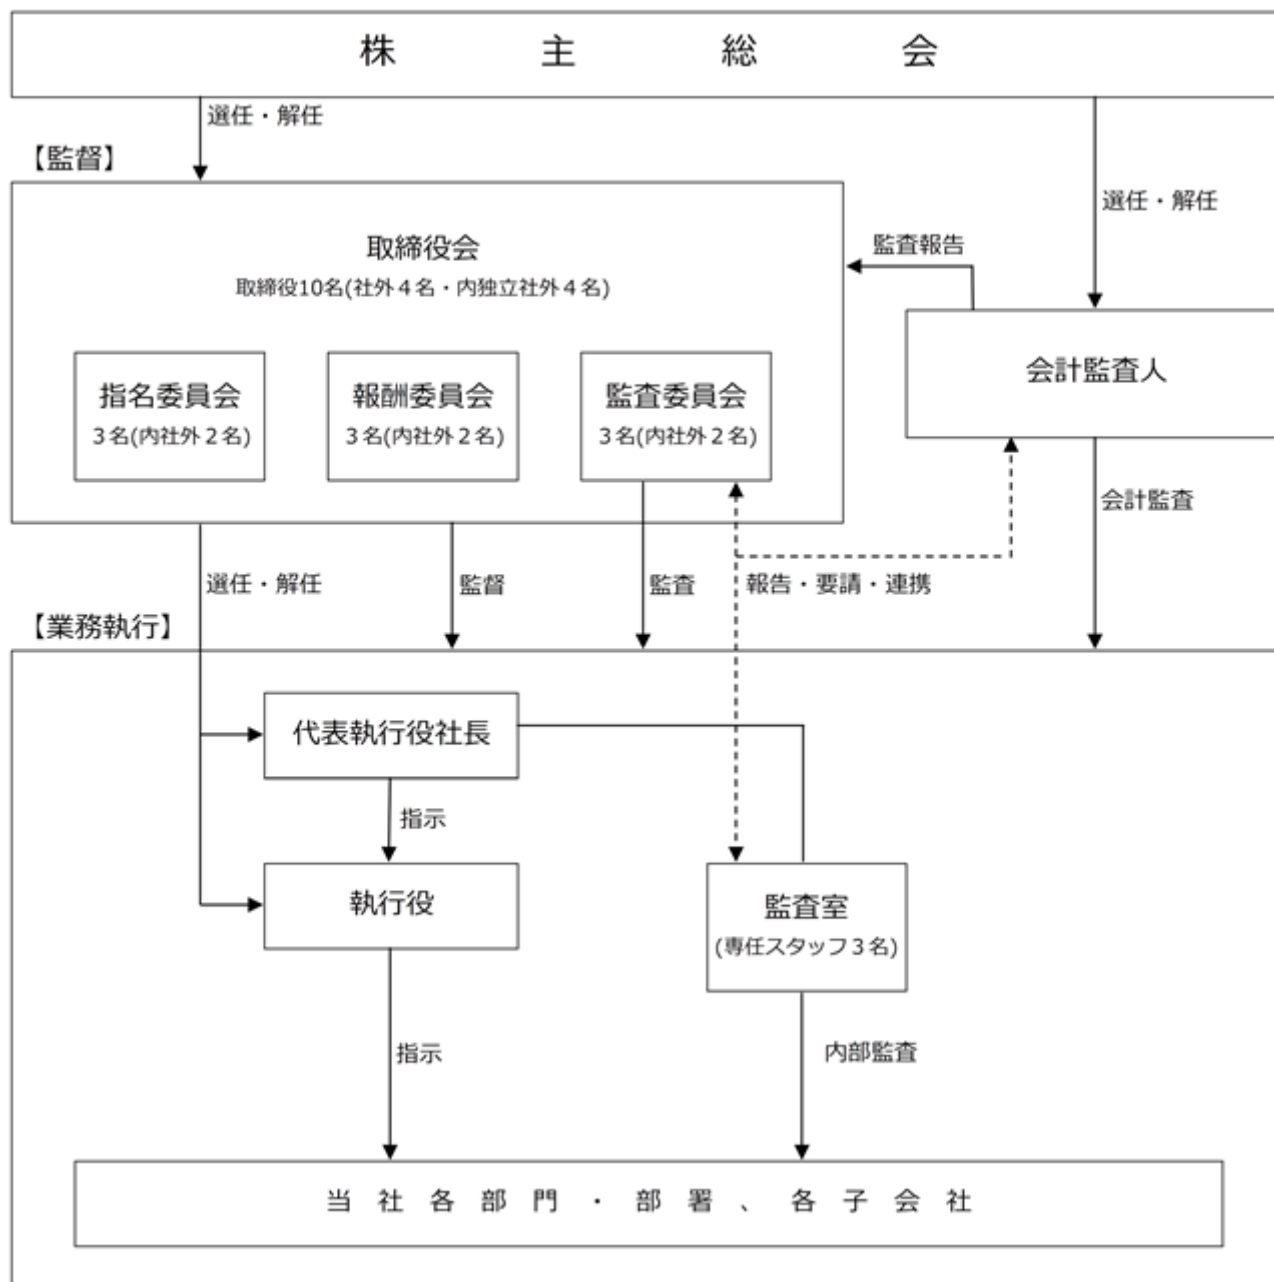 株主総会
選任・解任
【監督】
選任・解任
取締役会
監査報告
取締役10名(社外４名・内独立社外４名)
会計監査人
指名委員会
３名(内社外２名)
報酬委員会
３名(内社外２名)
監査委員会
３名(内社外２名)
会計監査
選任・解任
監督
監査
報告・要請・連携
【業務執行】
代表執行役社長
指示
執行役
監査室
(専任スタッフ３名)
指示
内部監査
当社各部門・部署、各子会社